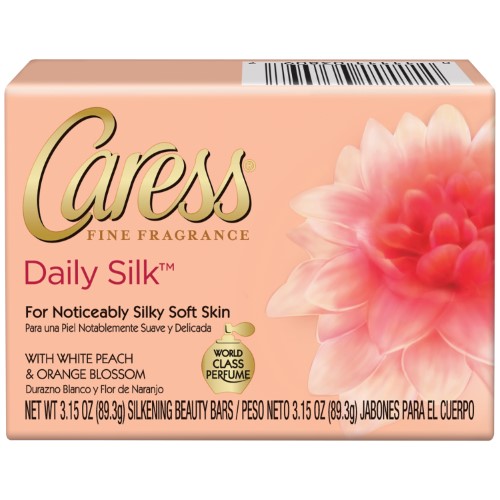 Caress®
FINE FRAGRANCE
Daily Silk™
For Noticeably Silky Soft Skin
Para una Piel Notablemente Suave y Delicada
WITH WHITE PEACH
& ORANGE BLOSSOM
Durazno Blanco y Flor de Naranjo
WORLD
CLASS
PERFUME
NET WT 3.15 OZ (89.3g) SILKENING BEAUTY BARS / PESO NETO 3.15 OZ (89.3g) JABONES PARA EL CUERPO